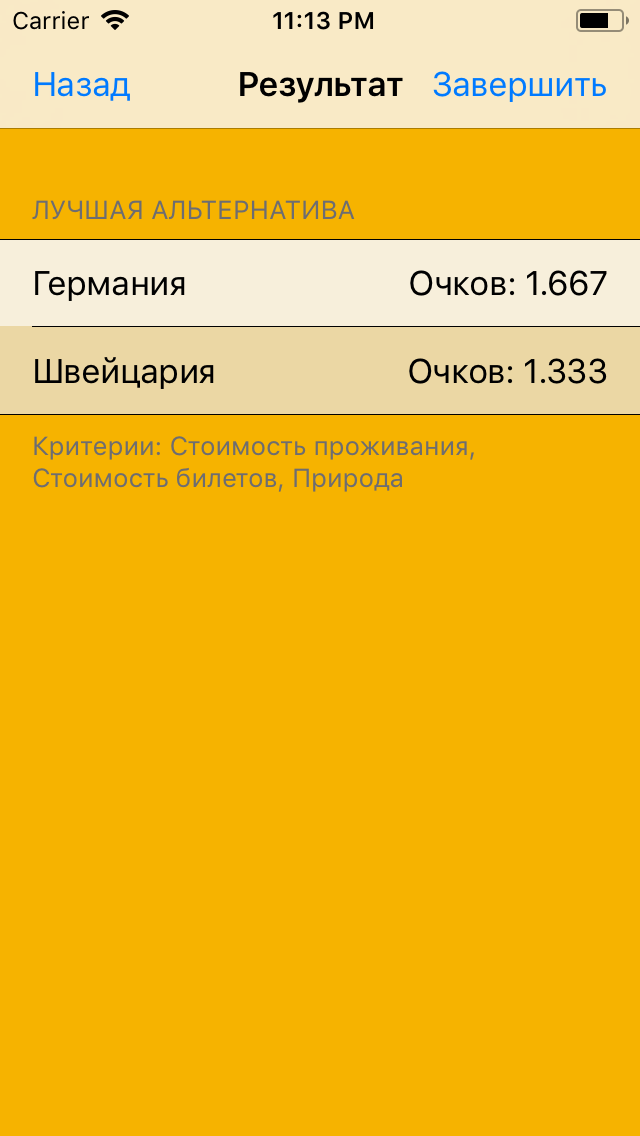 Carrier 11:13 PM
Назад Результат Завершить
ЛУЧШАЯ АЛЬТЕРНАТИВА
Германия Очков: 1.667
Швейцария Очков: 1.333
Критерии: Стоимость проживания,
Стоимость билетов, Природа